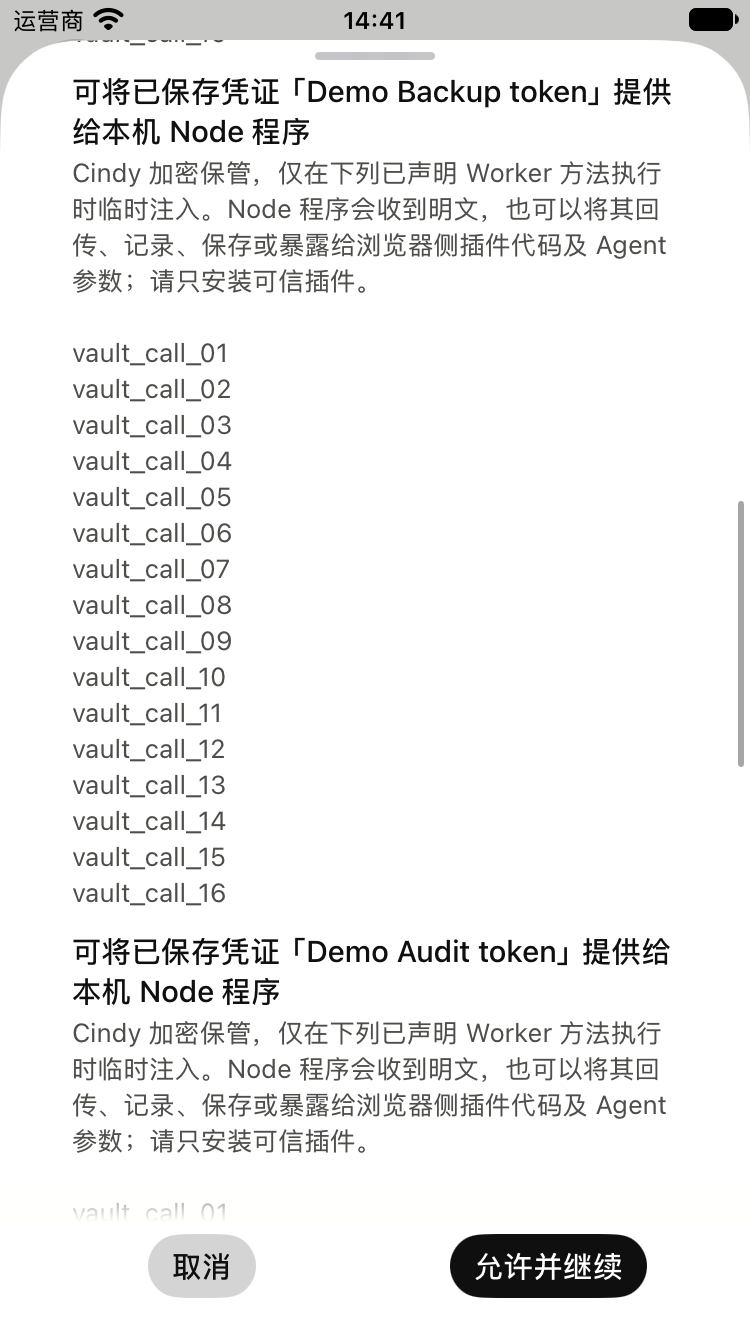 运营商
14:41
可将已保存凭证「Demo Backup token」提供
给本机 Node 程序
Cindy 加密保管，仅在下列已声明 Worker 方法执行
时临时注入。Node 程序会收到明文，也可以将其回
传、记录、保存或暴露给浏览器侧插件代码及 Agent
参数；请只安装可信插件。
vault_call_01
vault_call_02
vault_call_03
vault_call_04
vault_call_05
vault_call_06
vault_call_07
vault_call_08
vault_call_09
vault_call_10
vault_call_11
vault_call_12
vault_call_13
vault_call_14
vault_call_15
vault_call_16
可将已保存凭证「Demo Audit token」提供给
本机 Node 程序
Cindy 加密保管，仅在下列已声明 Worker 方法执行
时临时注入。Node 程序会收到明文，也可以将其回
传、记录、保存或暴露给浏览器侧插件代码及 Agent
参数；请只安装可信插件。
vault_call_01
取消
允许并继续